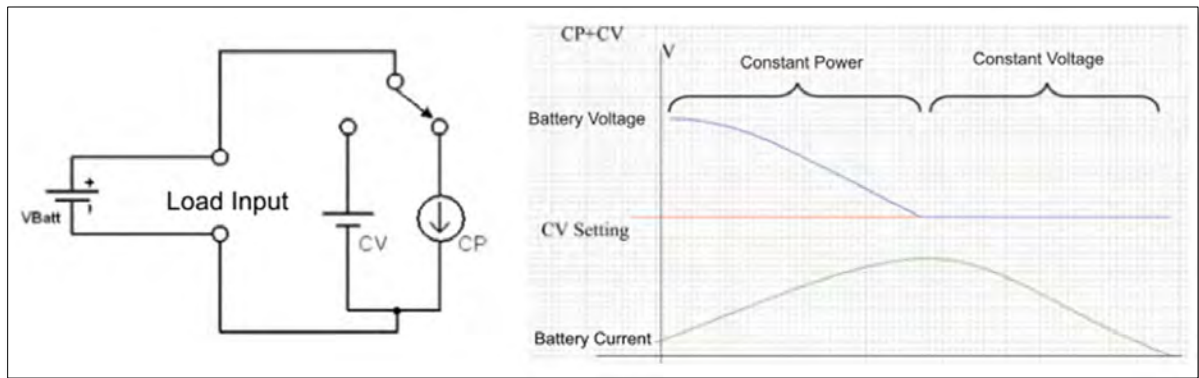 VBatt
+
Load Input
CV
CP
CP+CV
V
Constant Power
Constant Voltage
Battery Voltage
CV Setting
Battery Current